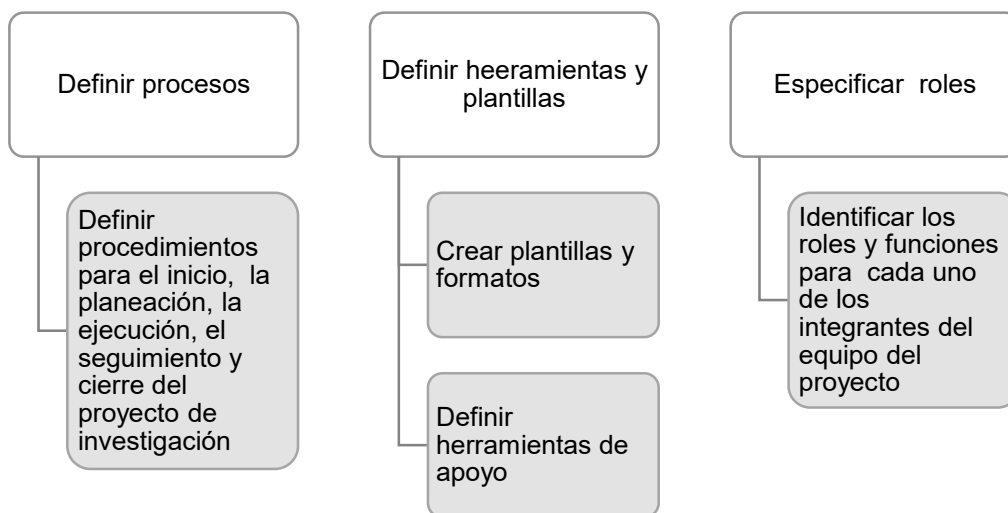 Definir procesos
Definir
procedimientos
para el inicio, la
planeación, la
ejecución, el
seguimiento y
cierre del
proyecto de
investigación
Definir heeramientas y
plantillas
Crear plantillas y
formatos
Definir
herramientas de
apoyo
Especificar roles
Identificar los
roles y funciones
para cada uno
de los
integrantes del
equipo del
proyecto